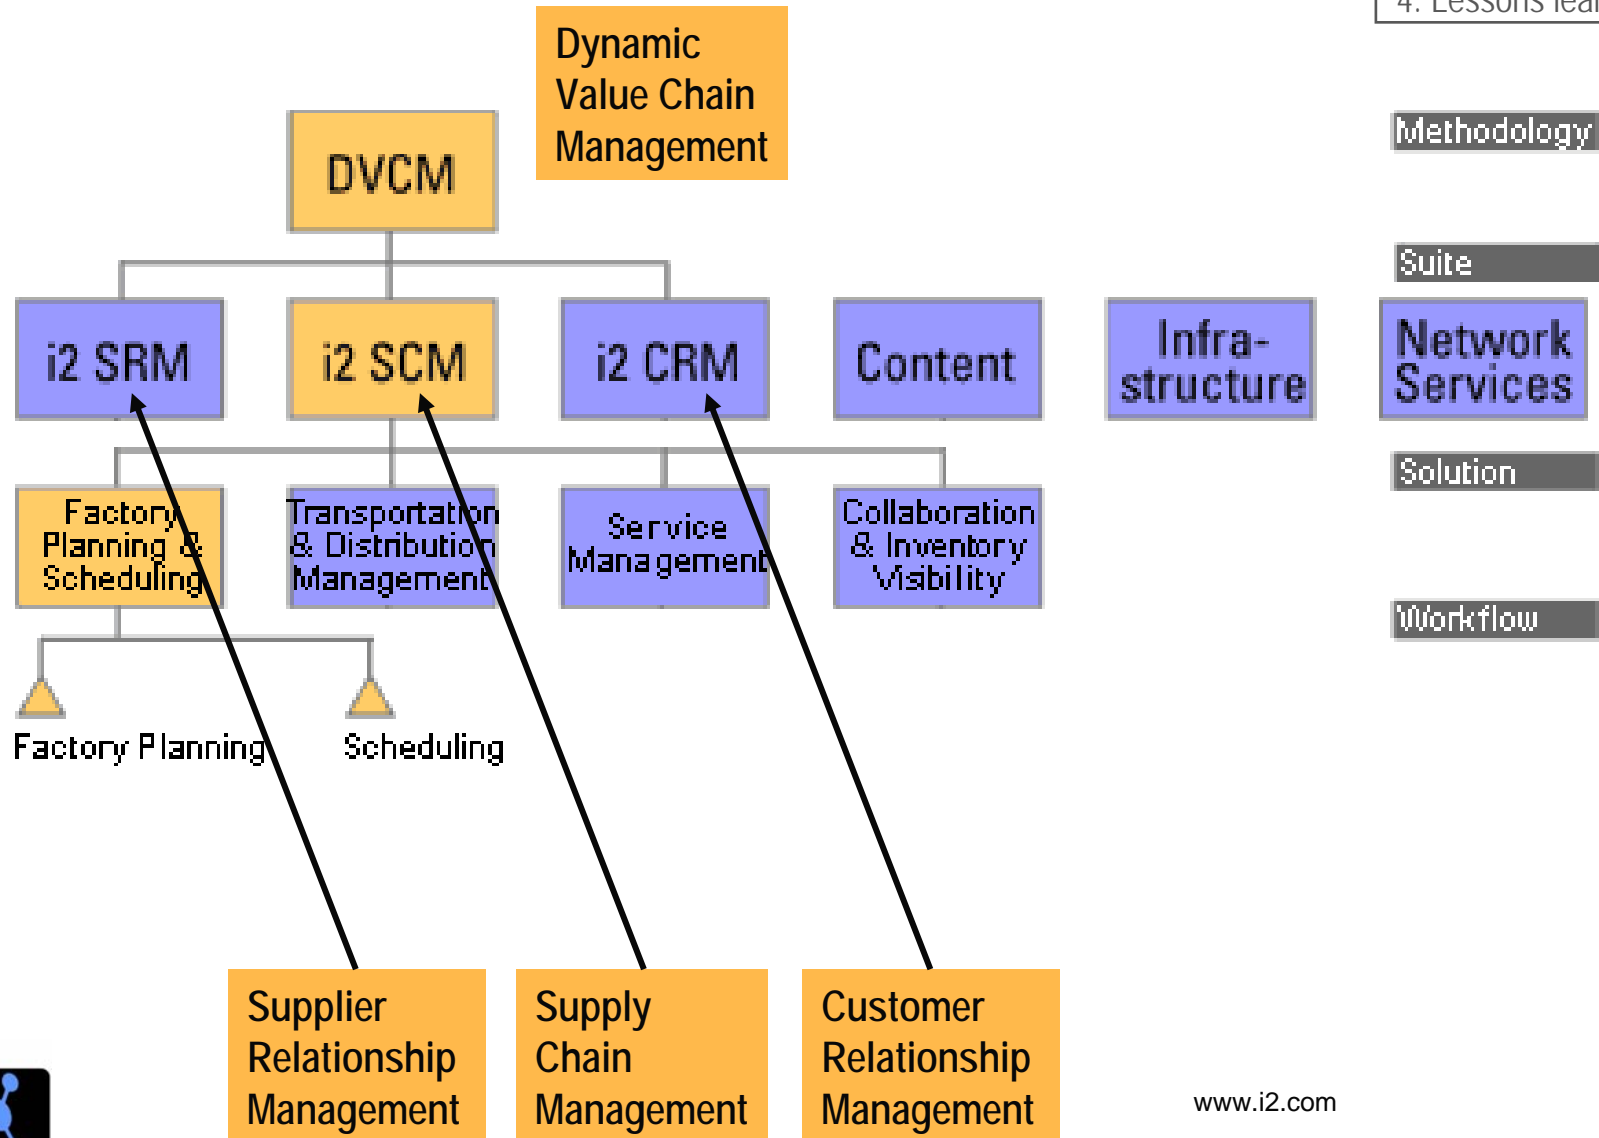 4. Lessons
Dynamic
Value Chain
Management
Methodology
DVCM
Suite
i2 SRM
i2 SCM
i2 CRM
Content
Infra-
structure
Network
Services
Solution
Factory
Planning &
Scheduling
Transportation
& Distribution
Management
Service
Management
Collaboration
& Inventory
Visibility
Workflow
Factory Planning
Scheduling
Supplier
Relationship
Management
Supply
Chain
Management
Customer
Relationship
Management
www.i2.com